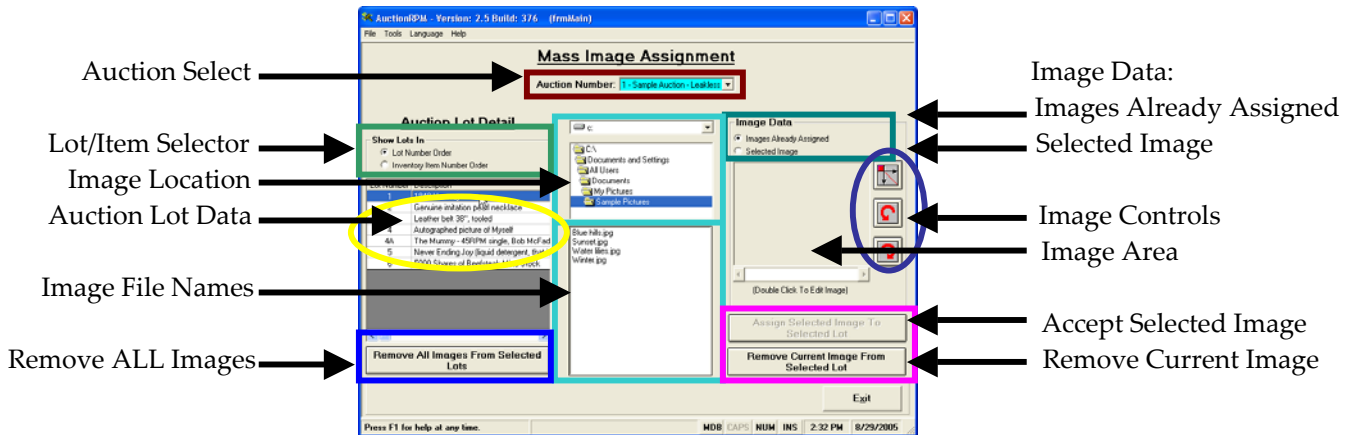 AuctionRPM - Version: 2.5 Build: 376 (frmMain)
File Tools Language Help
Mass Image Assignment
Auction Number: 1 - Sample Auction - Leakless
Auction Select
Lot/Item Selector
Image Location
Auction Lot Data
Image File Names
Remove ALL Images
Auction Lot Detail
Show Lots In
Lot Number Order
Inventory Item Number Order
Lot Number Description
1
Genuine imitation pearl necklace
Leather belt 38", tooled
4 Autographed picture of Myself
4A The Mummy - 45RPM single, Bob McFad
5 Never Ending Joy (liquid detergent, that
Remove All Images From Selected
Lots
c:
C:\
Documents and Settings
All Users
Documents
My Pictures
Sample Pictures
Blue hills.jpg
Sunset.jpg
Water lilies.jpg
Winter.jpg
Image Data
Images Already Assigned
Selected Image
(Double Click To Edit Image)
Assign Selected Image To
Selected Lot
Remove Current Image From
Selected Lot
Exit
Image Data:
Images Already Assigned
Selected Image
Image Controls
Image Area
Accept Selected Image
Remove Current Image
Press F1 for help at any time. MDB CAPS NUM INS 2:32 PM 8/29/2005